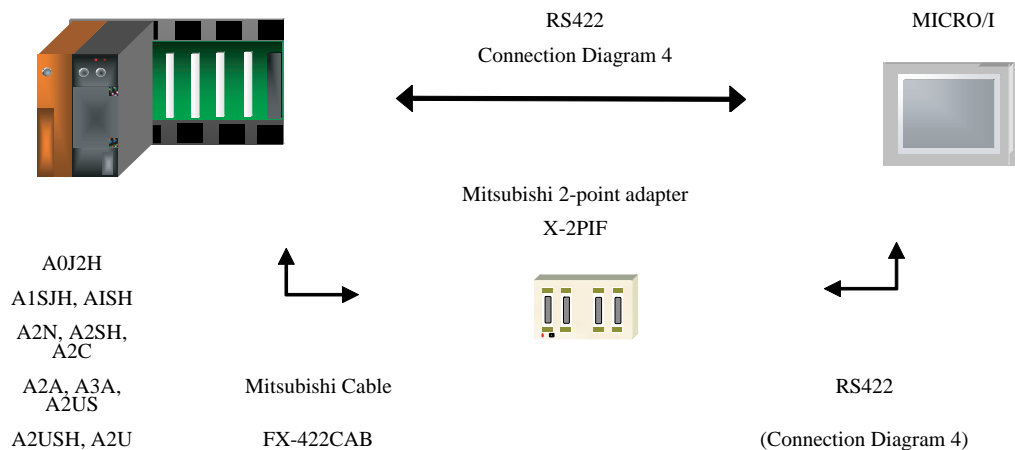 RS422
MICRO/I
Connection Diagram 4
Mitsubishi 2-point adapter
X-2PIF
A0J2H
A1SJH, AISH
A2N, A2SH,
A2C
A2A, A3A,
A2US
A2USH, A2U
Mitsubishi Cable
FX-422CAB
RS422
(Connection Diagram 4)